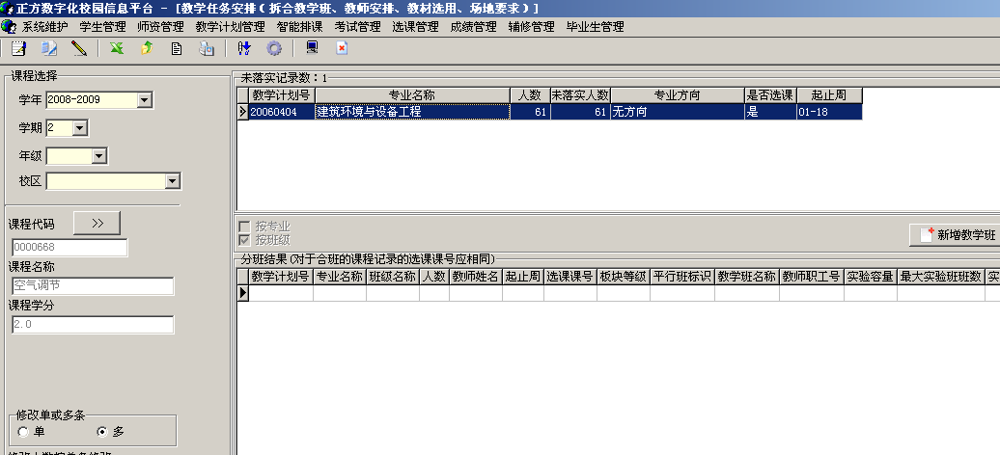 正方数字化校园信息平台 - [教学任务安排(拆合教学班、教师安排、教材选用、场地要求)]
系统维护 学生管理 师资管理 教学计划管理 智能排课 考试管理 选课管理 成绩管理 辅修管理 毕业生管理
课程选择
学年 2008-2009
学期 2
年级
校区
课程代码 >>
0000668
课程名称
空气调节
课程学分
2.0
修改单或多条
单 多
未落实记录数：1
教学计划号 专业名称 人数 未落实人数 专业方向 是否选课 起止周
20060404 建筑环境与设备工程 61 61 无方向 是 01-18
按专业
按班级
新增教学班
分班结果(对于合班的课程记录的选课课号应相同)
教学计划号 专业名称 班级名称 人数 教师姓名 起止周 选课课号 板块等级 平行班标识 教学班名称 教师职工号 实验容量 最大实验班班数 实